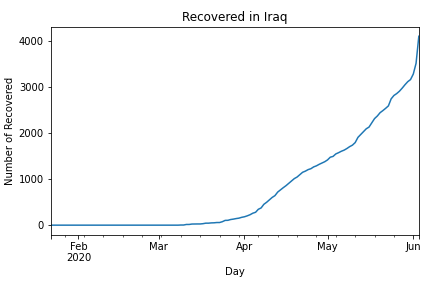 Recovered in Iraq
Number of Recovered
4000
3000
2000
1000
0
Feb
2020
Mar
Apr
May
Jun
Day